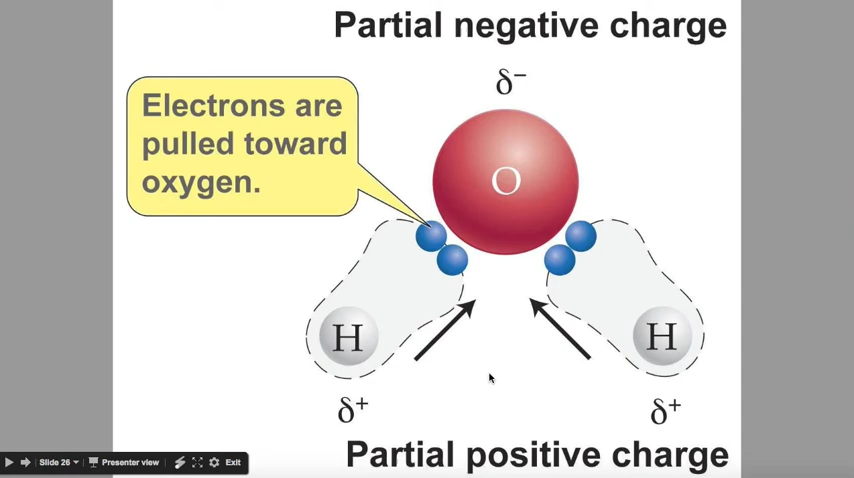 Partial negative charge
δ−
Electrons are
pulled toward
oxygen.
O
H
H
δ+
δ+
Partial positive charge
Slide 26
Presenter view
Exit